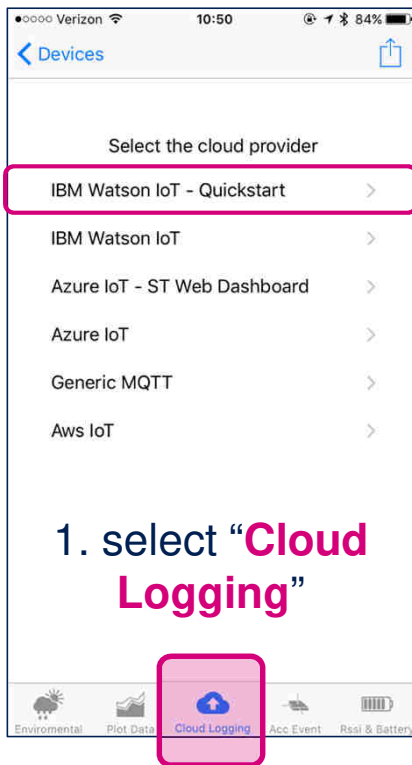 Verizon 10:50 84%
Devices
Select the cloud provider
IBM Watson IoT - Quickstart
IBM Watson IoT
Azure IoT - ST Web Dashboard
Azure IoT
Generic MQTT
Aws IoT
1. select “Cloud
Logging”
Enviromental Plot Data Cloud Logging Acc Event Rssi & Battery